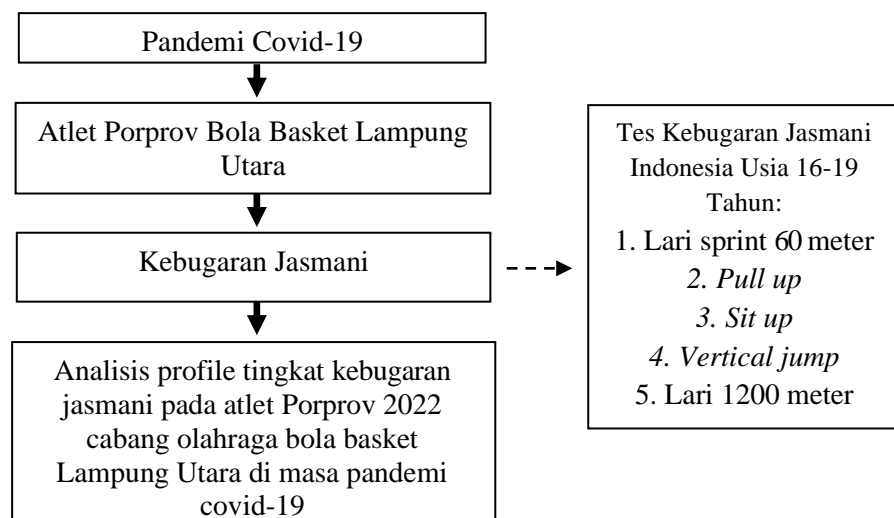 Pandemi Covid-19
Atlet Porprov Bola Basket Lampung
Utara
Kebugaran Jasmani
Analisis profile tingkat kebugaran
jasmani pada atlet Porprov 2022
cabang olahraga bola basket
Lampung Utara di masa pandemi
covid-19
Tes Kebugaran Jasmani
Indonesia Usia 16-19
Tahun:
1. Lari sprint 60 meter
2. Pull up
3. Sit up
4. Vertical jump
5. Lari 1200 meter